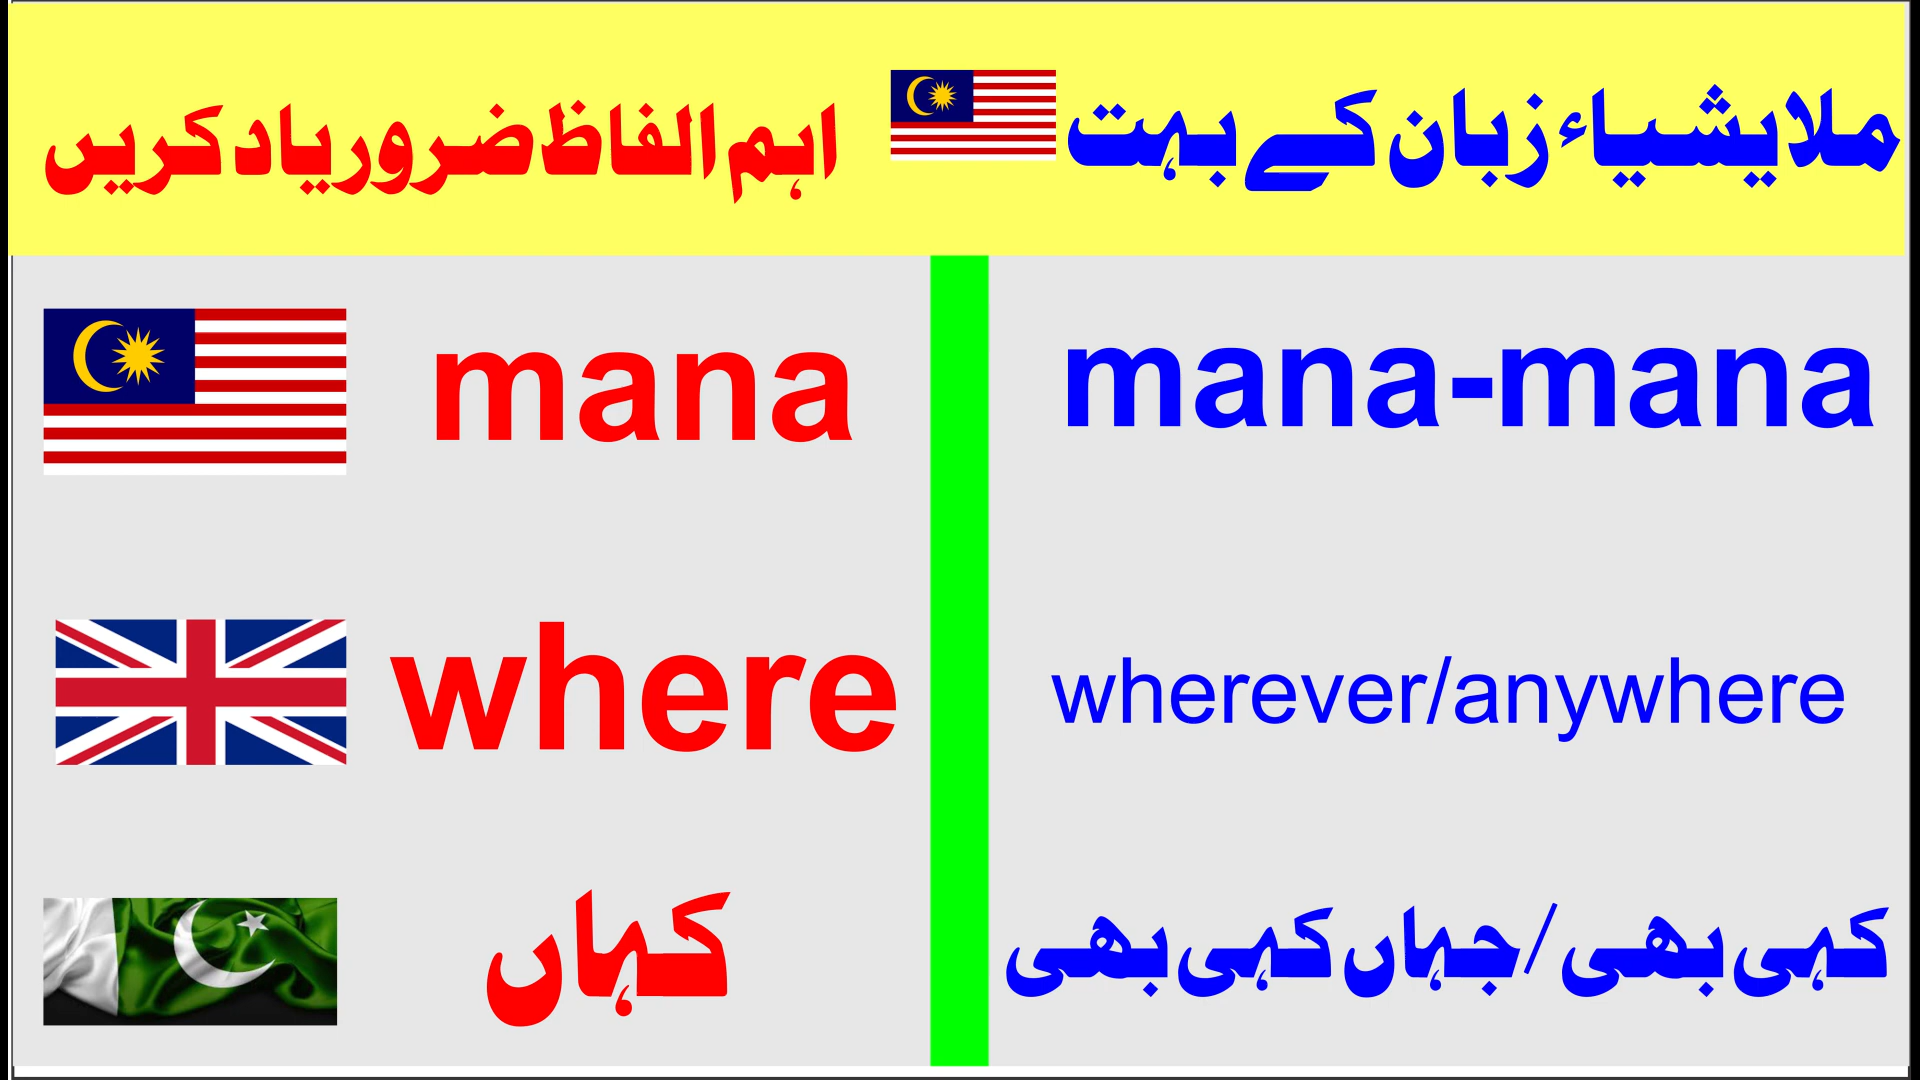 ملایشیاء زبان کے بہت اہم الفاظ ضرور یاد کریں
mana
mana-mana
where
wherever/anywhere
کہاں
کہی بھی / جہاں کہی بھی